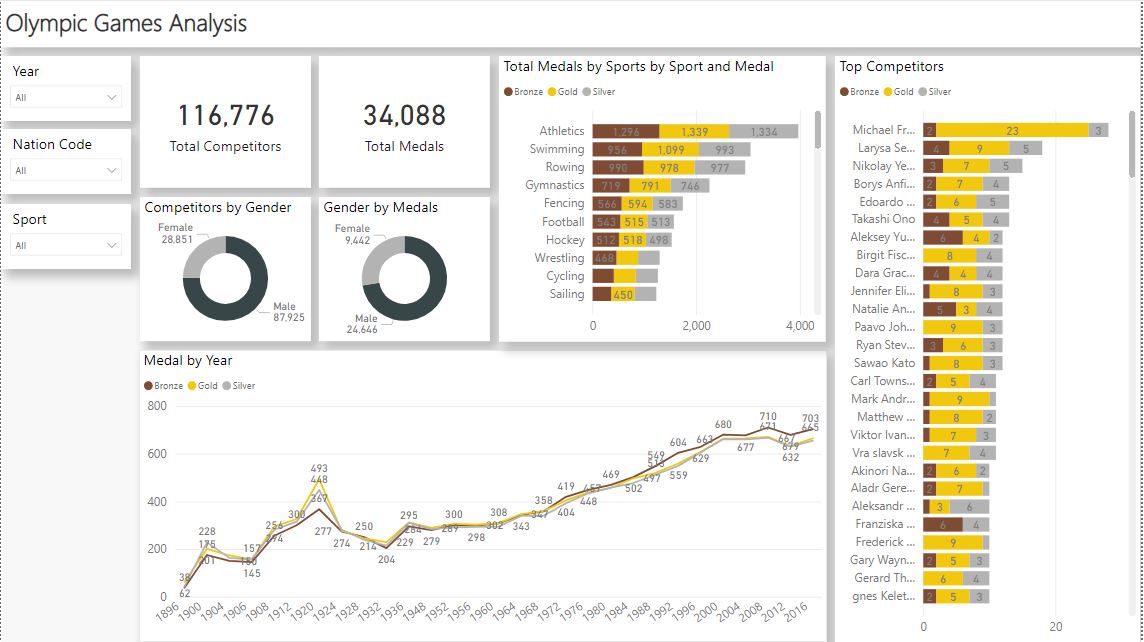 Olympic Games Analysis
Year
All
Nation Code
All
Sport
All
116,776
Total Competitors
34,088
Total Medals
Competitors by Gender
Female
28,851
Male
87,925
Gender by Medals
Female
9,442
Male
24,646
Total Medals by Sports by Sport and Medal
Bronze Gold Silver
Athletics 1,296 1,339 1,334
Swimming 956 1,099 993
Rowing 990 978 977
Gymnastics 719 791 746
Fencing 566 594 583
Football 543 515 513
Hockey 512 518 498
Wrestling 468
Cycling
Sailing 450
0 2,000 4,000
Medal by Year
Bronze Gold Silver
800
600
400
200
0
38
62
228
175
201
157
150
145
256
274
300
493
448
367
277
274
250
214
204
295
284
229
279
300
289
298
308
302
343
358
347
419
404
457
448
469
502
549
513
497
604
559
663
629
680
677
710
671
667
679
632
703
665
1896 1900 1904 1906 1908 1912 1920 1924 1928 1932 1936 1948 1952 1956 1960 1964 1968 1972 1976 1980 1984 1988 1992 1996 2000 2004 2008 2012 2016
Top Competitors
Bronze Gold Silver
Michael Fr... 2 23 3
Larysa Se... 4 9 5
Nikolay Ye... 3 7 5
Borys Anfi... 2 7 4
Edoardo ... 2 6 5
Takashi Ono 4 5 4
Aleksey Yu... 6 4 2
Birgit Fisc... 8 4
Dara Grac... 4 4 4
Jennifer Eli... 8 3
Natalie An... 5 3 4
Paavo Joh... 9 3
Ryan Stev... 3 6 3
Sawao Kato 8 3
Carl Towns... 2 5 4
Mark Andr... 9
Matthew ... 8 2
Viktor Ivan... 7 3
Vra slavsk ... 7 4
Akinori Na... 2 6 2
Aladr Gere... 2 7
Aleksandr ... 3 6
Franziska ... 6 4
Frederick ... 9
Gary Wayn... 2 5 3
Gerard Th... 6 4
gnes Kelet... 2 5 3
0 20